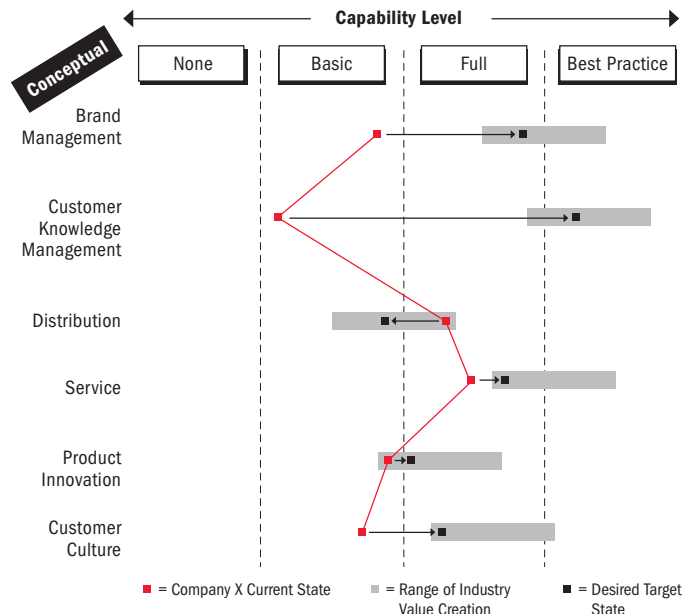 Capability Level
Conceptual
None
Basic
Full
Best Practice
Brand
Management
Customer
Knowledge
Management
Distribution
Service
Product
Innovation
Customer
Culture
= Company X Current State
= Range of Industry
Value Creation
= Desired Target
State